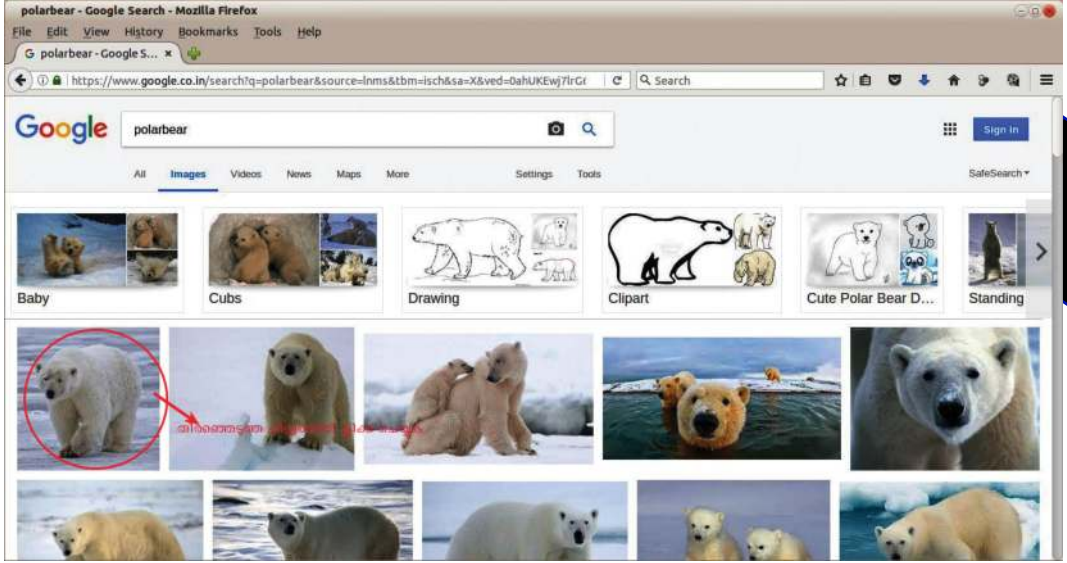 polarbear - Google Search - Mozilla Firefox
File Edit View History Bookmarks Tools Help
G polarbear - Google S... ×
https://www.google.co.in/search?q=polarbear&source=lnms&tbm=isch&sa=X&ved=0ahUKEwj7lrG
Search
Google
polarbear
Sign in
All Images Videos News Maps More Settings Tools
SafeSearch
Baby Cubs Drawing Clipart Cute Polar Bear D... Standing
തിരഞ്ഞെടുത്ത ക്ലിക്ക് ചെയ്യുക